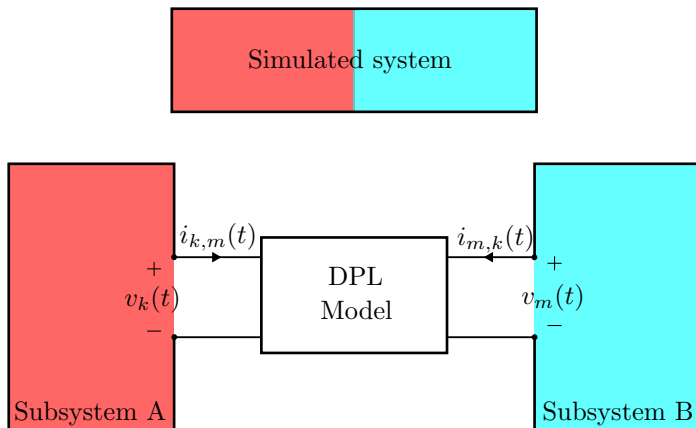 Simulated system
i_{k,m}(t)
i_{m,k}(t)
+
+
DPL
Model
v_k(t)
v_m(t)
−
−
Subsystem A
Subsystem B